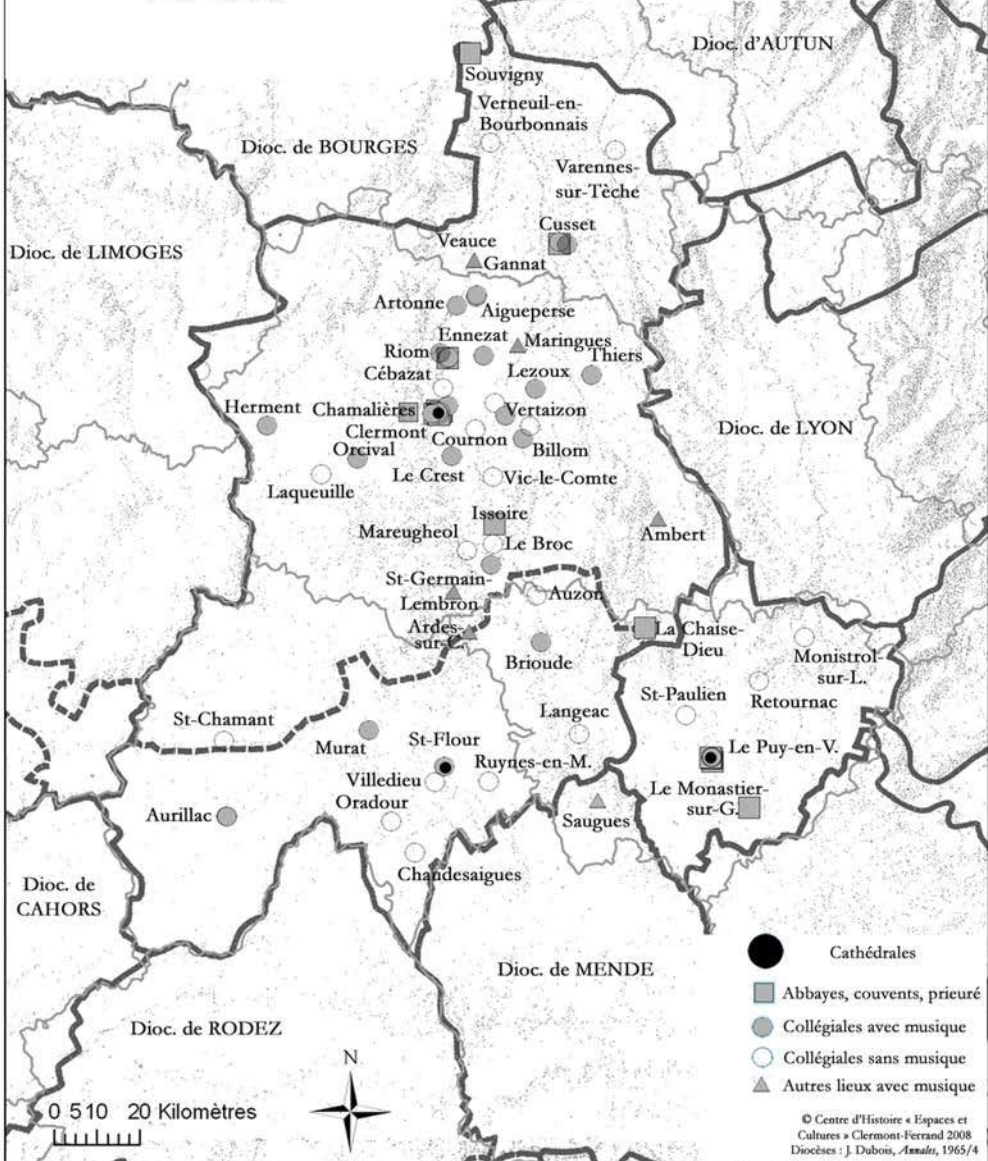 Dioc. d'AUTUN
Souvigny
Verneuil-en-
Bourbonnais
Dioc. de BOURGES
Varennes-
sur-Tèche
Cusset
Veauce
Gannat
Dioc. de LIMOGES
Artonne
Aigueperse
Ennezat
Maringues
Riom
Thiers
Cébazat
Lezoux
Herment
Chamalières
Vertaizon
Clermont
Cournon
Dioc. de LYON
Orcival
Billom
Le Crest
Laqueuille
Vic-le-Comte
Issoire
Mareugheol
Ambert
Le Broc
St-Germain-
Lembron
Auzon
Ardes-
sur-C.
La Chaise-
Dieu
Brioude
Monistrol-
sur-L.
St-Paulien
Retournac
St-Chamant
Langeac
Murat
St-Flour
Le Puy-en-V.
Ruynes-en-M.
Villedieu
Oradour
Le Monastier-
sur-G.
Aurillac
Saugues
Chandesaigues
Dioc. de
CAHORS
Dioc. de MENDE
Dioc. de RODEZ
Cathédrales
Abbayes, couvents, prieuré
Collégiales avec musique
Collégiales sans musique
Autres lieux avec musique
N
0 5 10 20 Kilomètres
© Centre d'Histoire « Espaces et
Cultures » Clermont-Ferrand 2008
Diocèses : J. Dubois, Annales, 1965/4